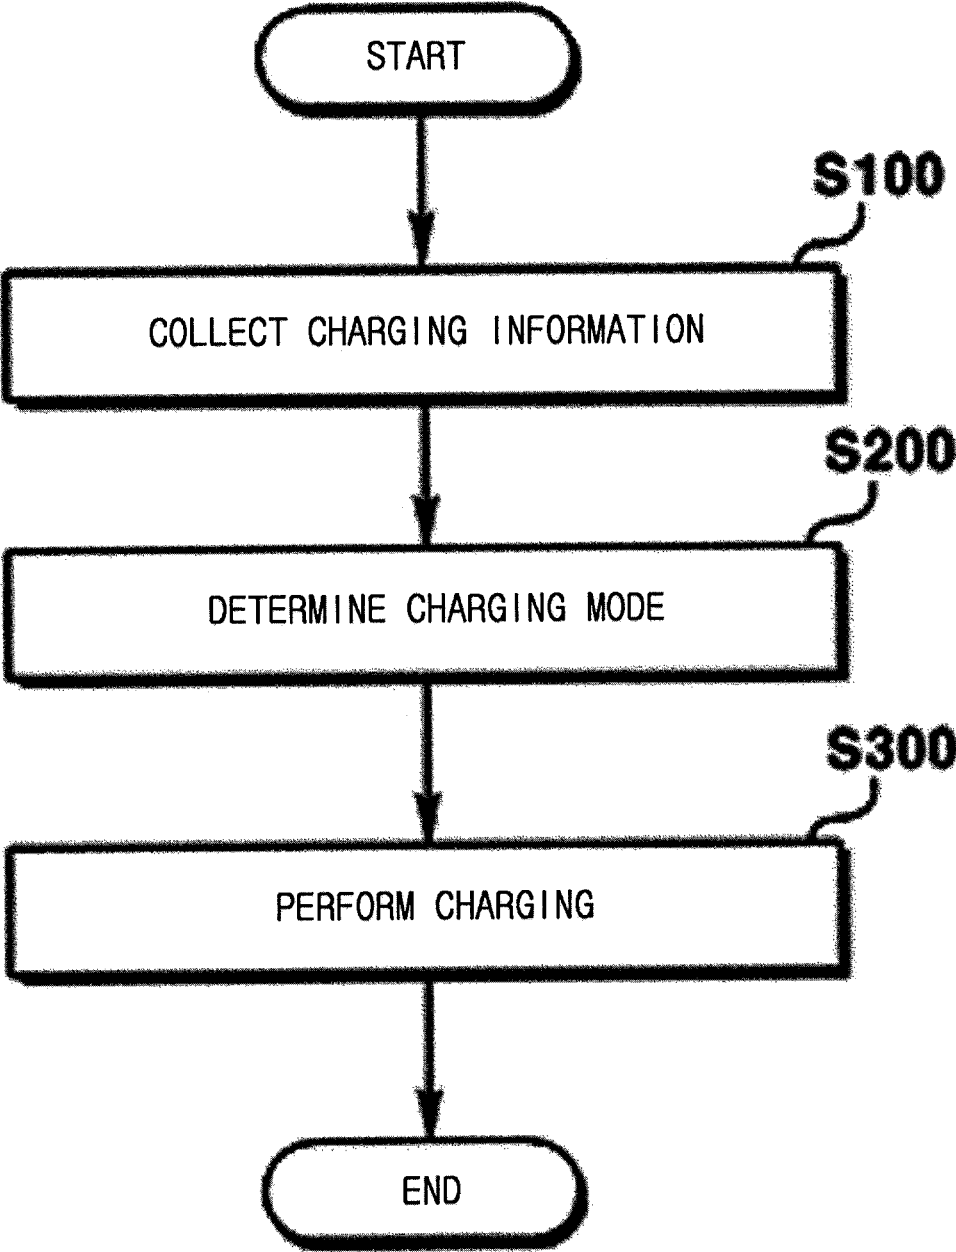 START
S100
COLLECT CHARGING INFORMATION
S200
DETERMINE CHARGING MODE
S300
PERFORM CHARGING
END